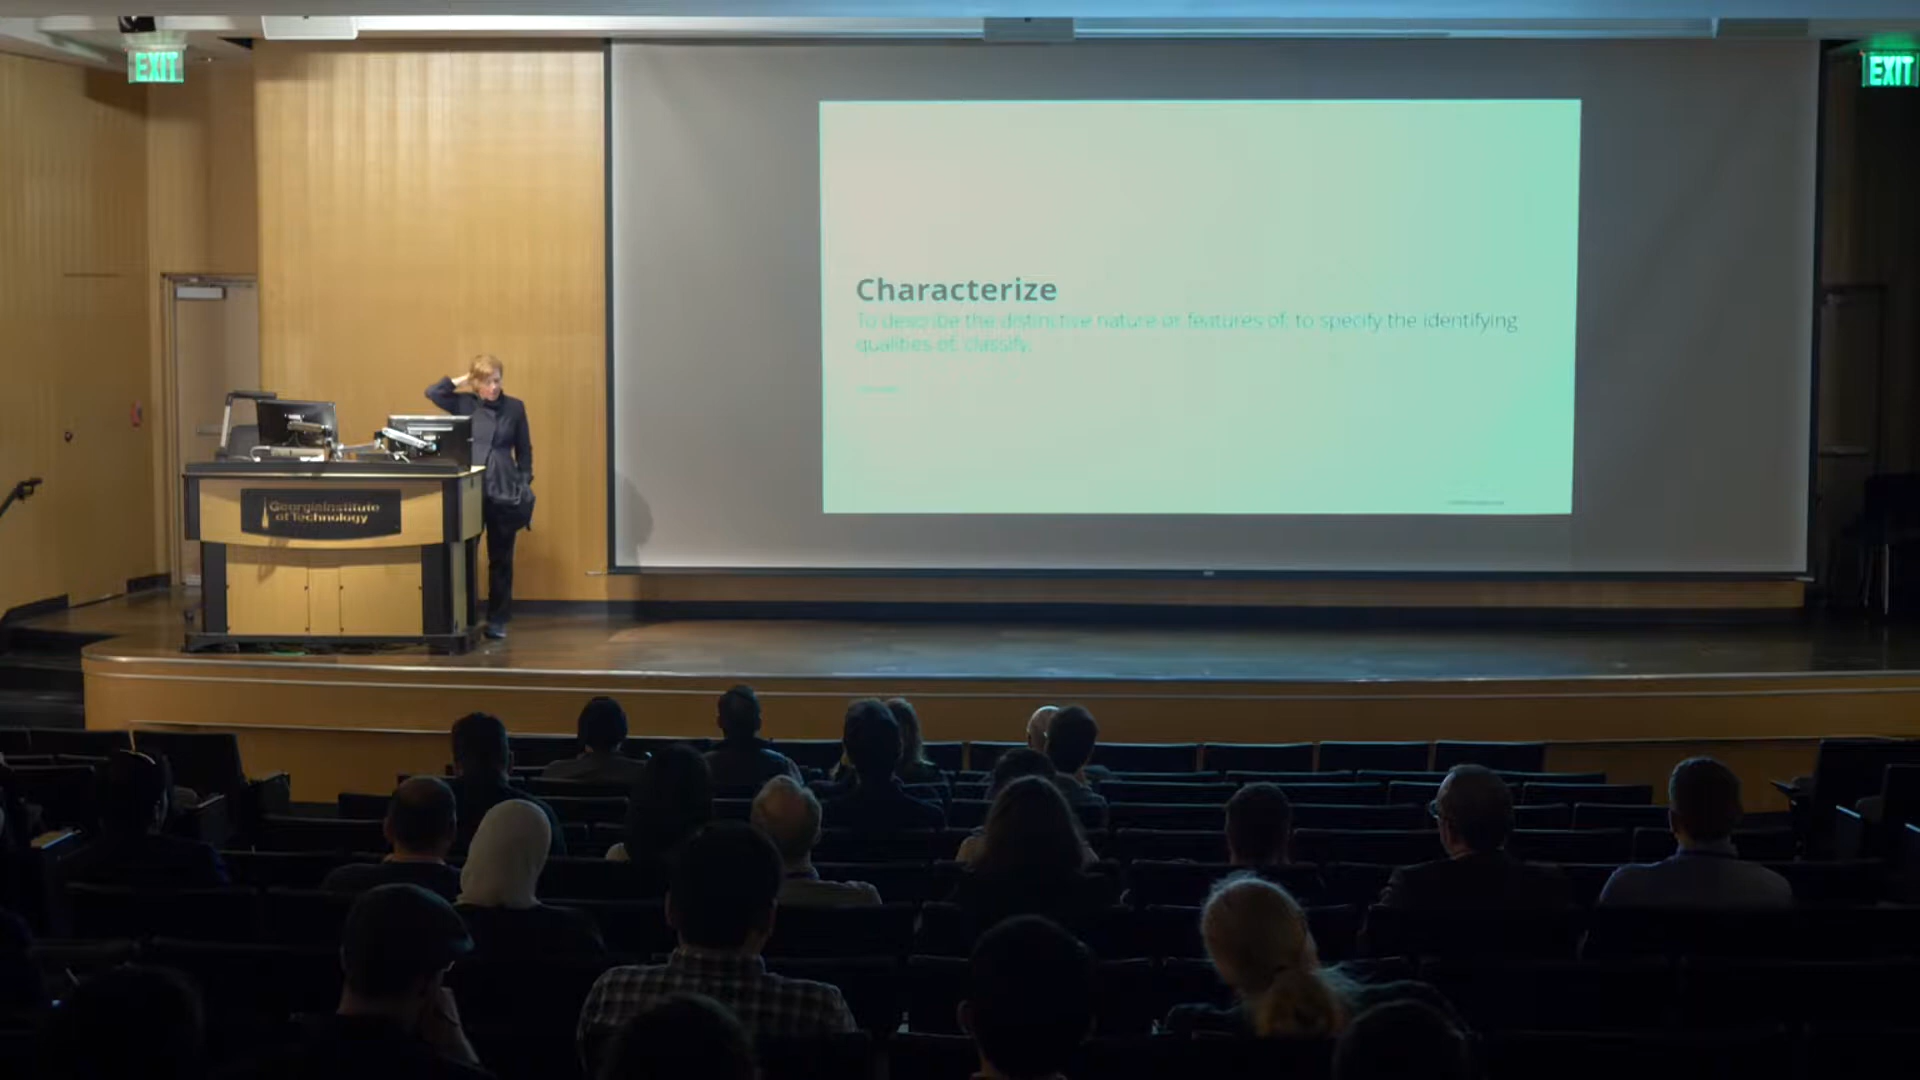 EXIT
EXIT
Characterize
To describe the distinctive nature or features of; to specify the identifying
qualities of; classify.
Georgia Institute
of Technology